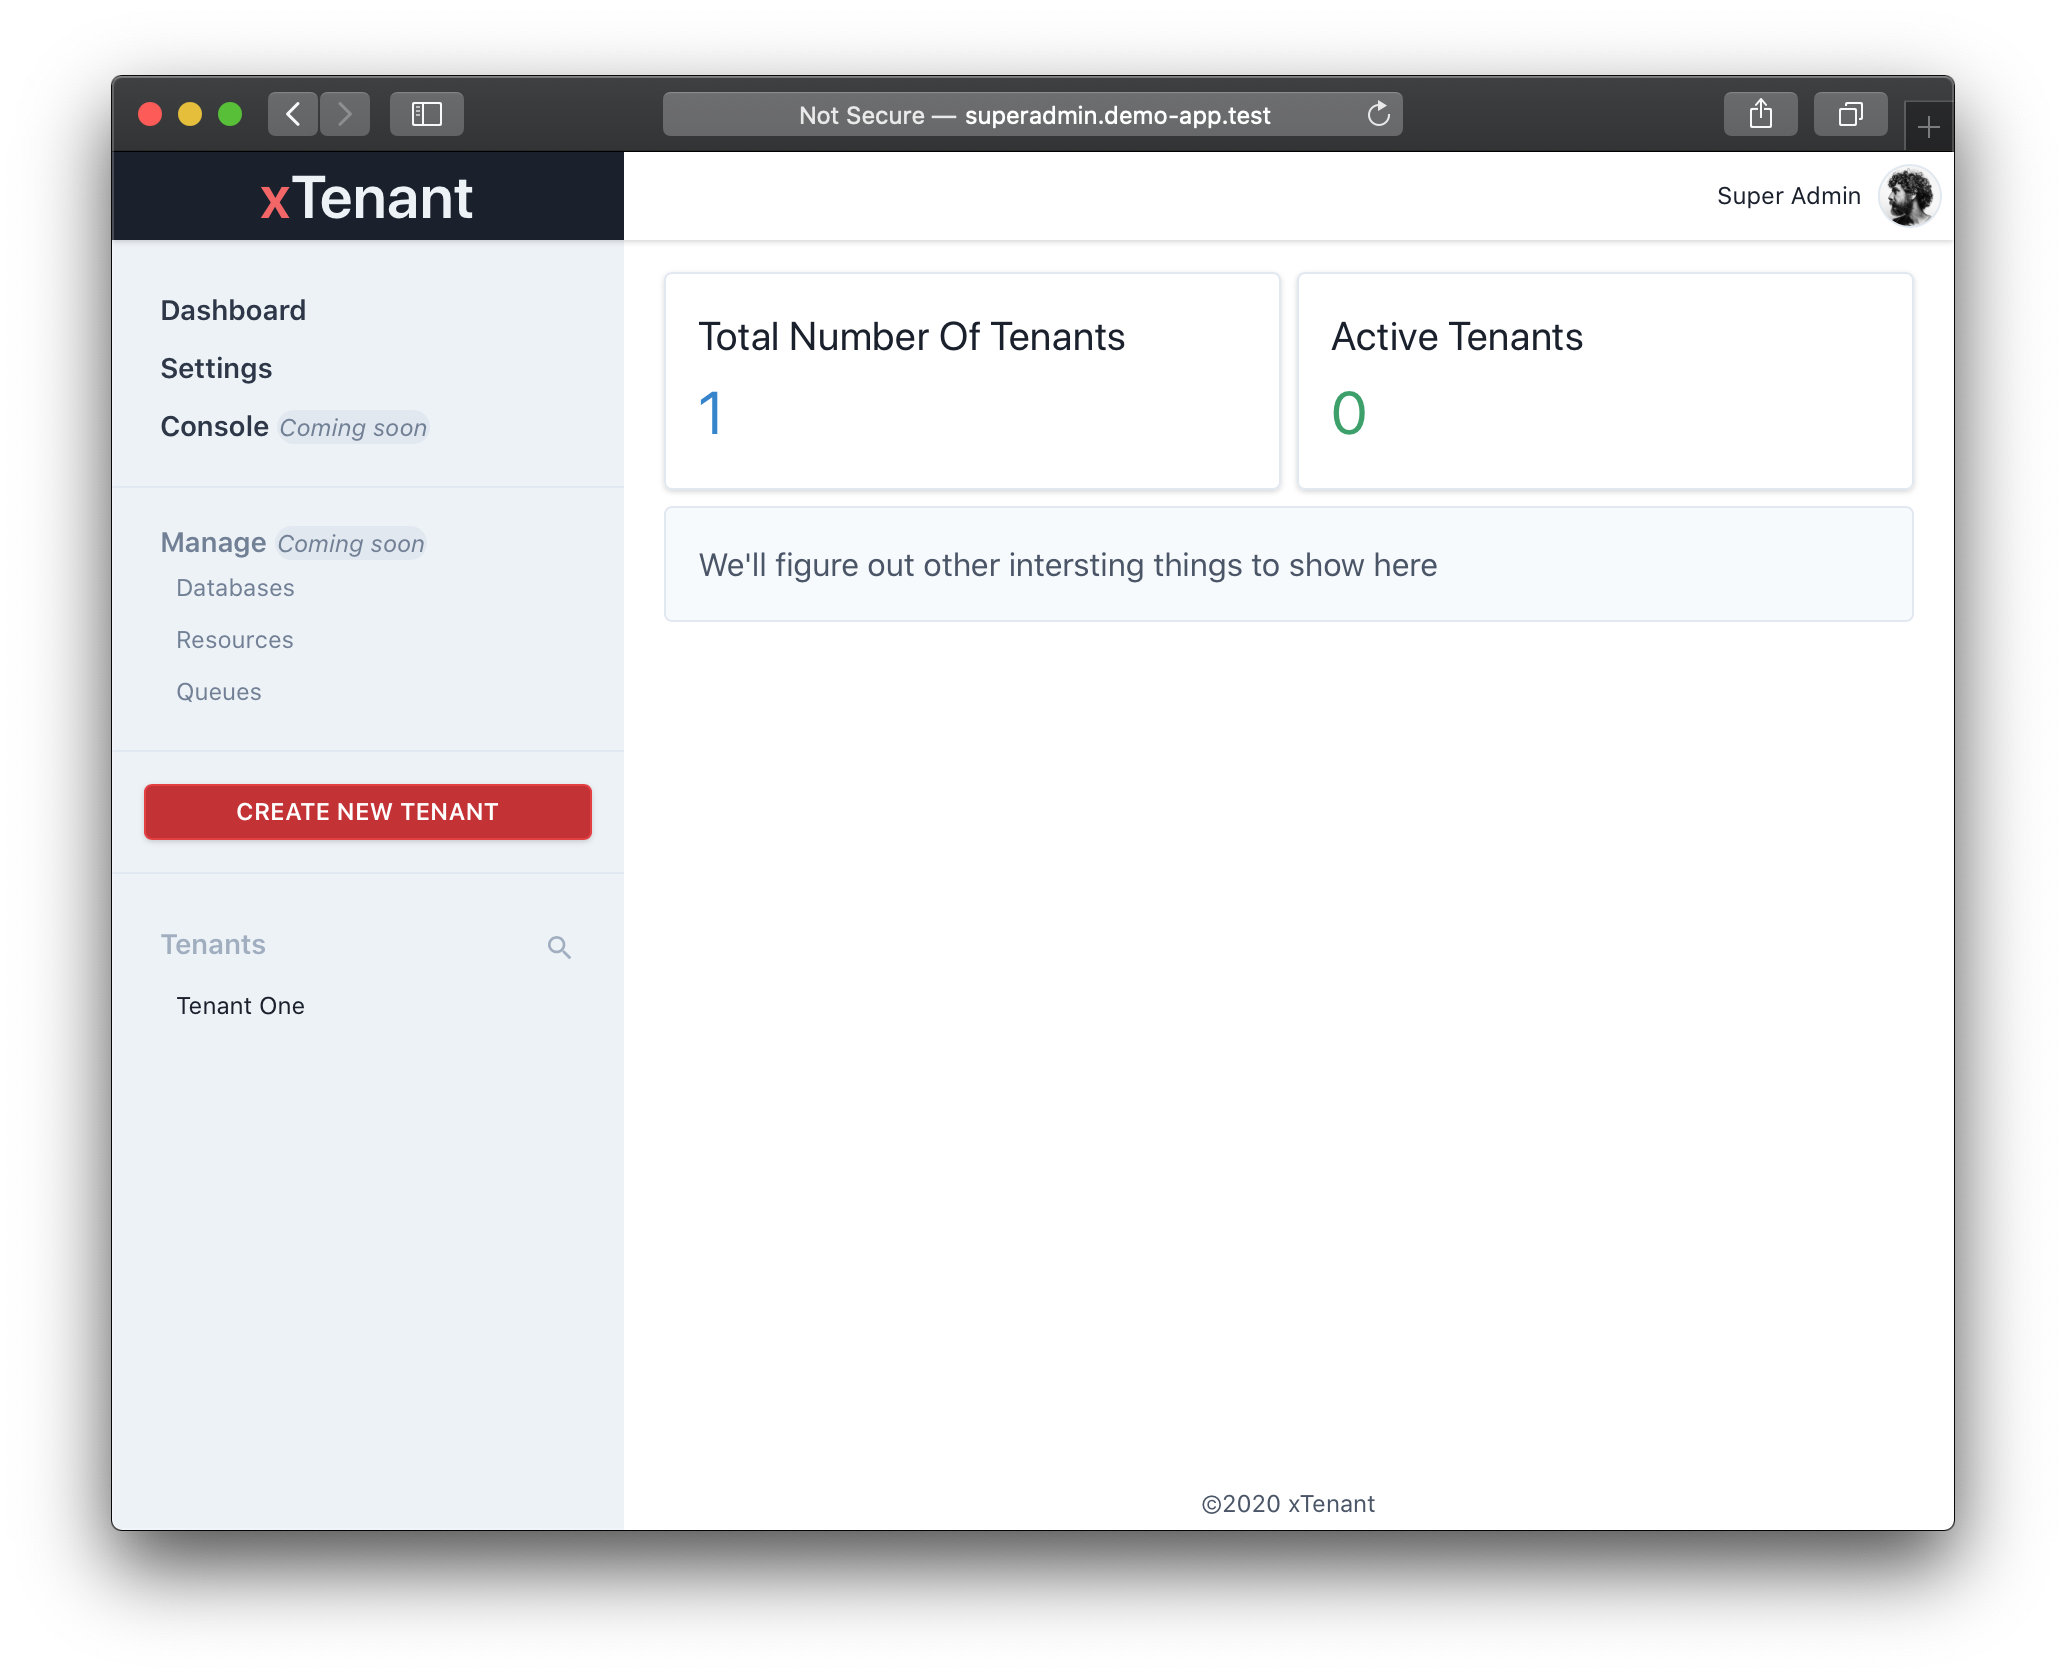 Not Secure — superadmin.demo-app.test
xTenant
Super Admin
Dashboard
Settings
Console Coming soon
Manage Coming soon
Databases
Resources
Queues
CREATE NEW TENANT
Tenants
Tenant One
Total Number Of Tenants
1
Active Tenants
0
We'll figure out other intersting things to show here
©2020 xTenant